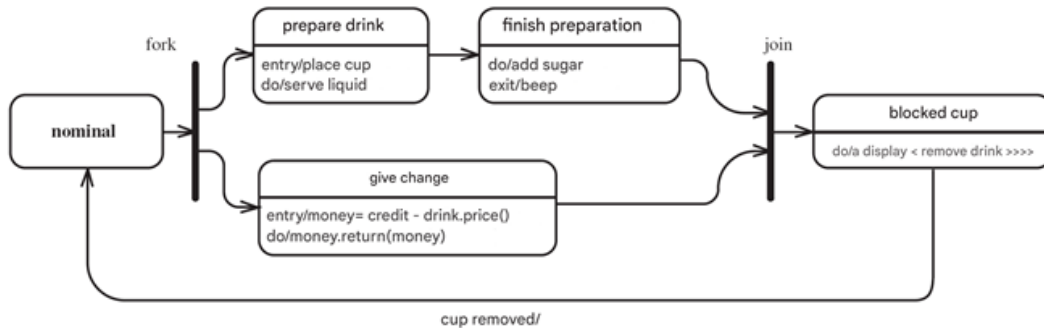 prepare drink
finish preparation
fork
join
entry/place cup
do/serve liquid
do/add sugar
exit/beep
nominal
blocked cup
do/a display < remove drink >>>>
give change
entry/money= credit - drink.price()
do/money.return(money)
cup removed/